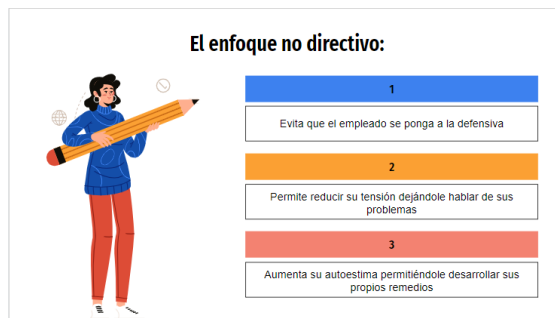 El enfoque no directivo:
1
Evita que el empleado se ponga a la defensiva
2
Permite reducir su tensión dejándole hablar de sus
problemas
3
Aumenta su autoestima permitiéndole desarrollar sus
propios remedios